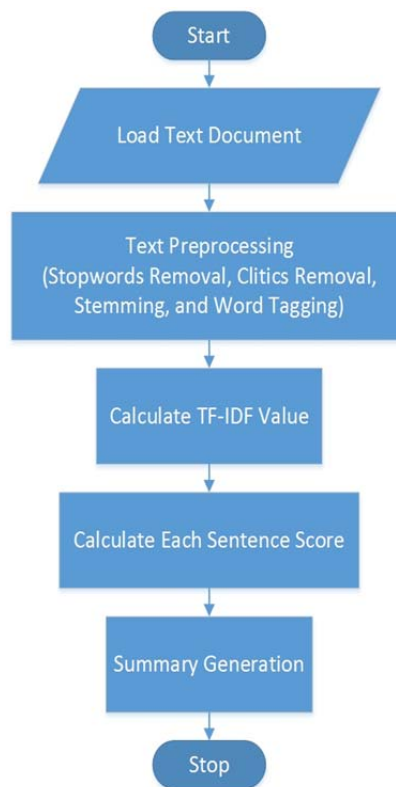 Start
Load Text Document
Text Preprocessing
(Stopwords Removal, Clitics Removal,
Stemming, and Word Tagging)
Calculate TF-IDF Value
Calculate Each Sentence Score
Summary Generation
Stop